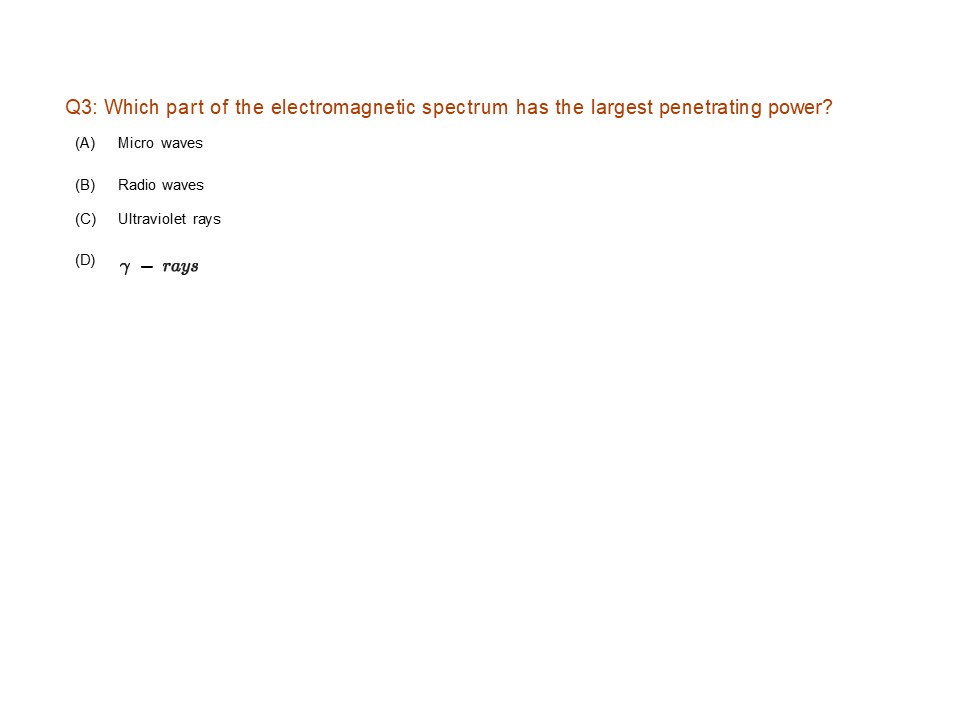 Q3: Which part of the electromagnetic spectrum has the largest penetrating power?
(A) Micro waves
(B) Radio waves
(C) Ultraviolet rays
(D) γ − rays